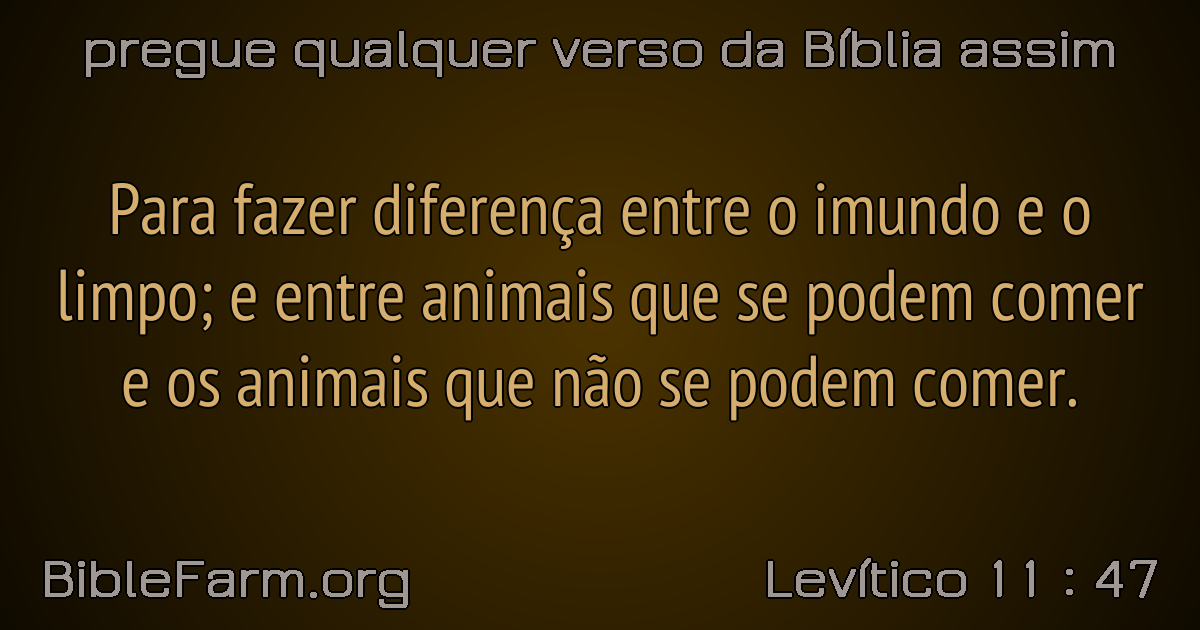 pregue qualquer verso da Bíblia assim
Para fazer diferença entre o imundo e o
limpo; e entre animais que se podem comer
e os animais que não se podem comer.
BibleFarm.org
Levítico 11 : 47